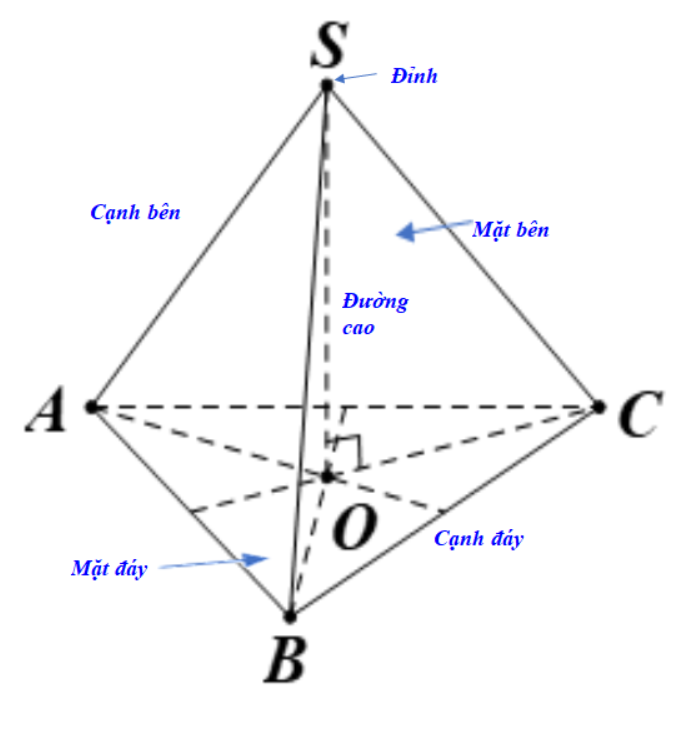 S
Đỉnh
Cạnh bên
Mặt bên
Đường
cao
A
C
O
Cạnh đáy
Mặt đáy
B